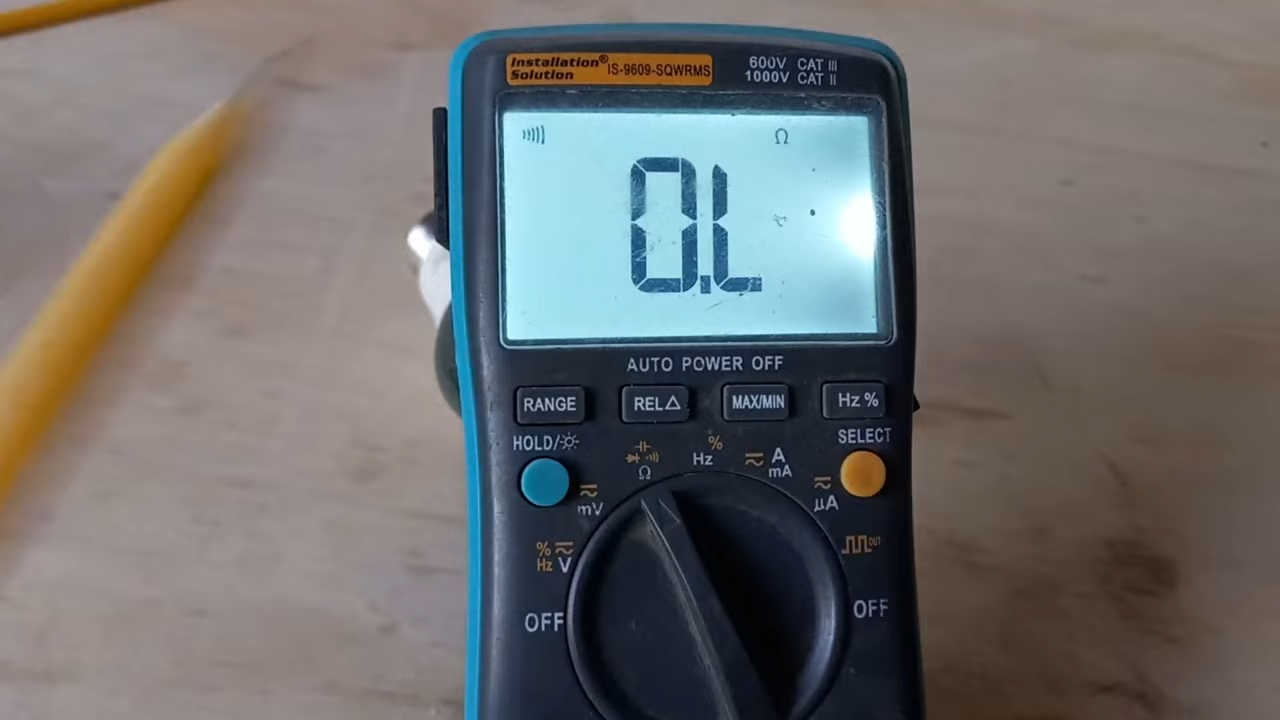 Installation® IS-9609-SQWRMS
Solution
600V CAT III
1000V CAT II
Ω
O.L
AUTO POWER OFF
RANGE REL△ MAX/MIN Hz %
HOLD/ SELECT
Ω
Hz %
A
mA
mV
μA
% Hz V
OUT
OFF OFF